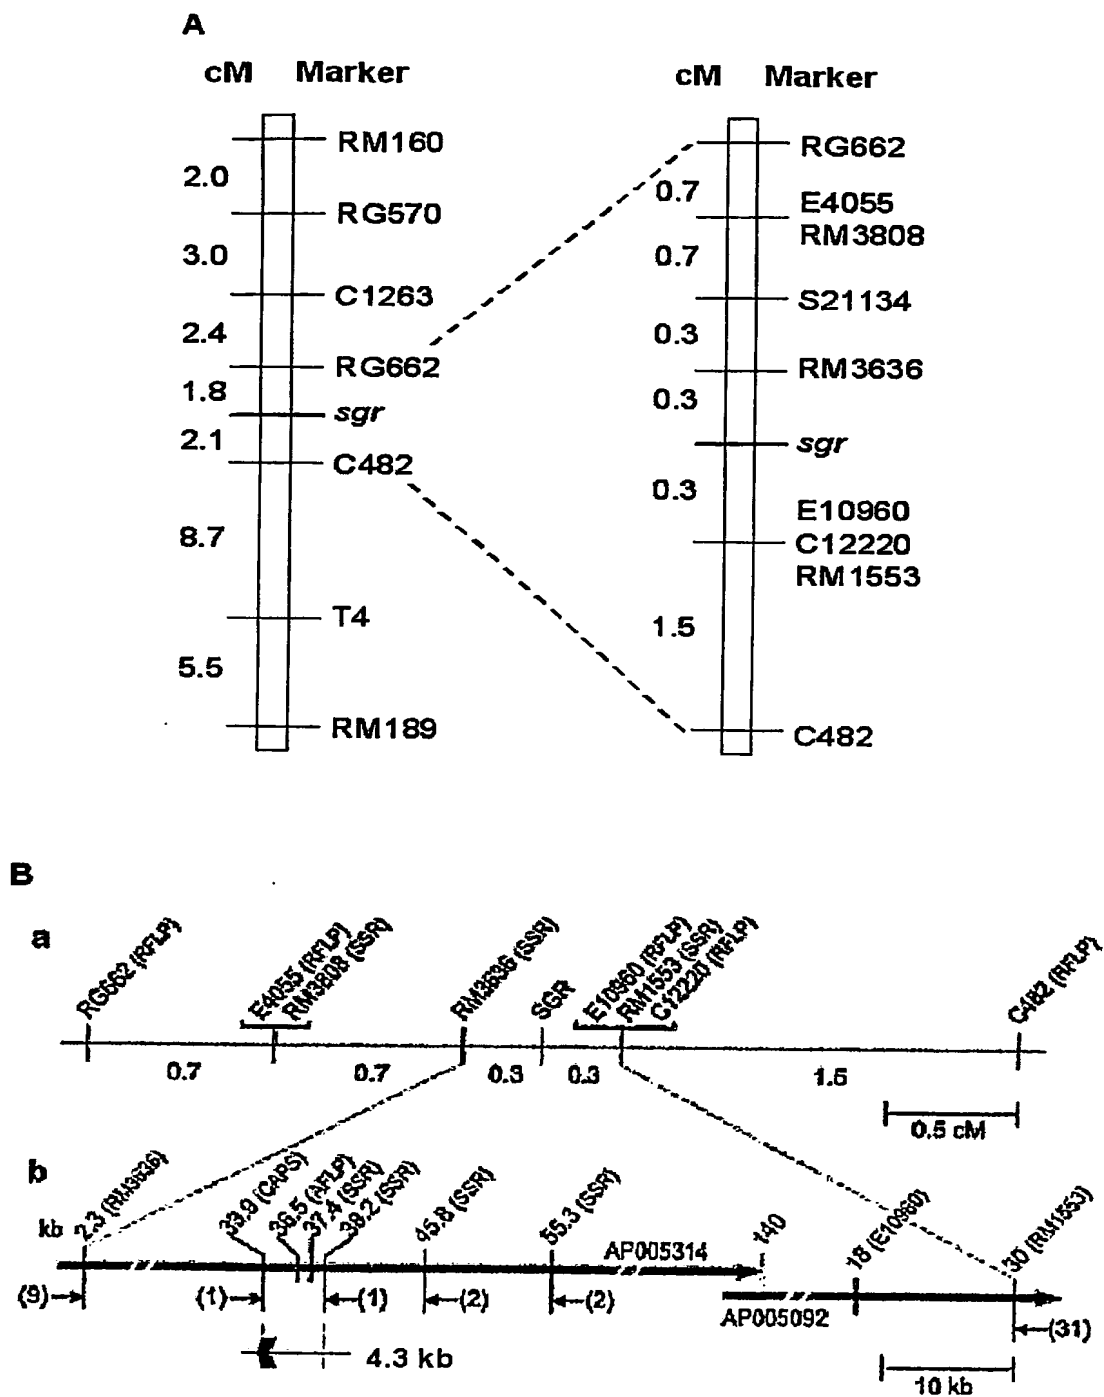 A
cM Marker
RM160
2.0
RG570
3.0
C1263
2.4
RG662
1.8
sgr
2.1
C482
8.7
T4
5.5
RM189
cM Marker
RG662
0.7
E4055
RM3808
0.7
S21134
0.3
RM3636
0.3
sgr
0.3
E10960
C12220
RM1553
1.5
C482
B
a
RG662 (RFLP)
E4055 (RFLP)
RM3808 (SSR)
RM3636 (SSR)
SGR
E10960 (RFLP)
RM1553 (SSR)
C12220 (RFLP)
C482 (RFLP)
0.7
0.7
0.3
0.3
1.5
0.5 cM
b
kb
2.3 (RM3636)
33.9 (CAPS)
36.5 (AFLP)
37.4 (SSR)
38.2 (SSR)
45.8 (SSR)
55.3 (SSR)
AP005314
140
18 (E10960)
30 (RM1553)
(9)
(1)
(1)
(2)
(2)
AP005092
(31)
4.3 kb
10 kb